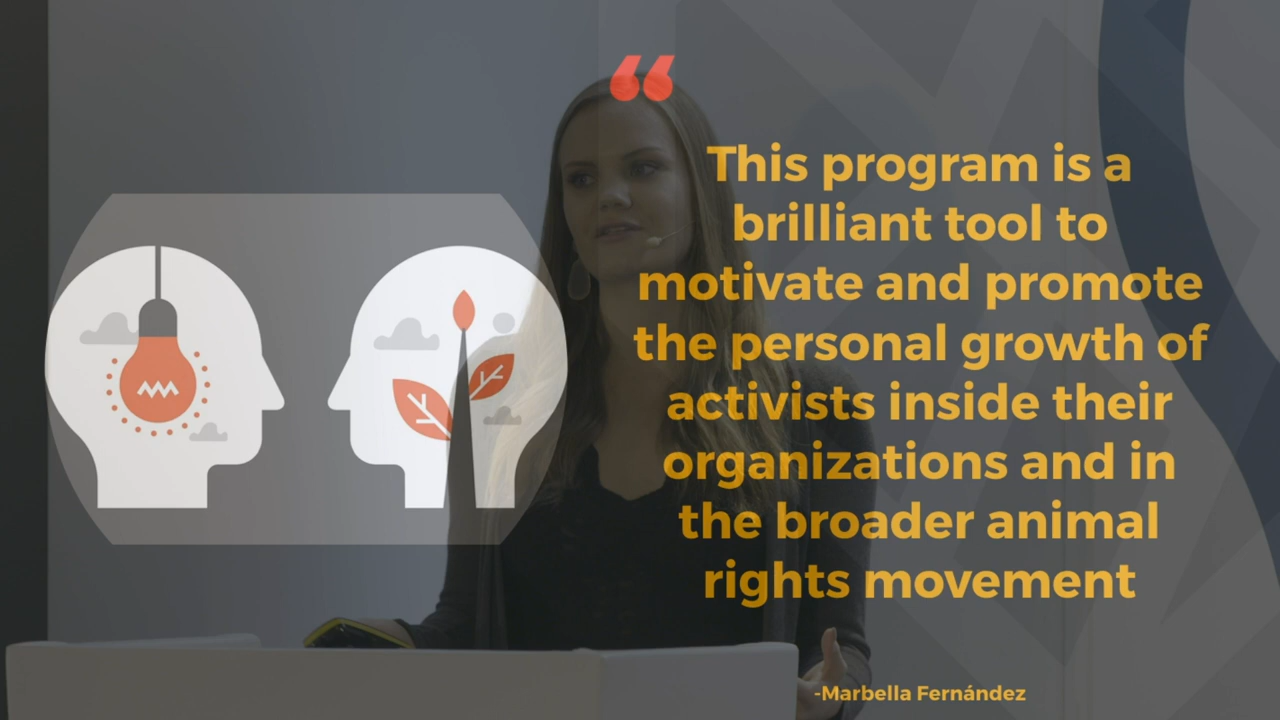 “
This program is a
brilliant tool to
motivate and promote
the personal growth of
activists inside their
organizations and in
the broader animal
rights movement
-Marbella Fernández